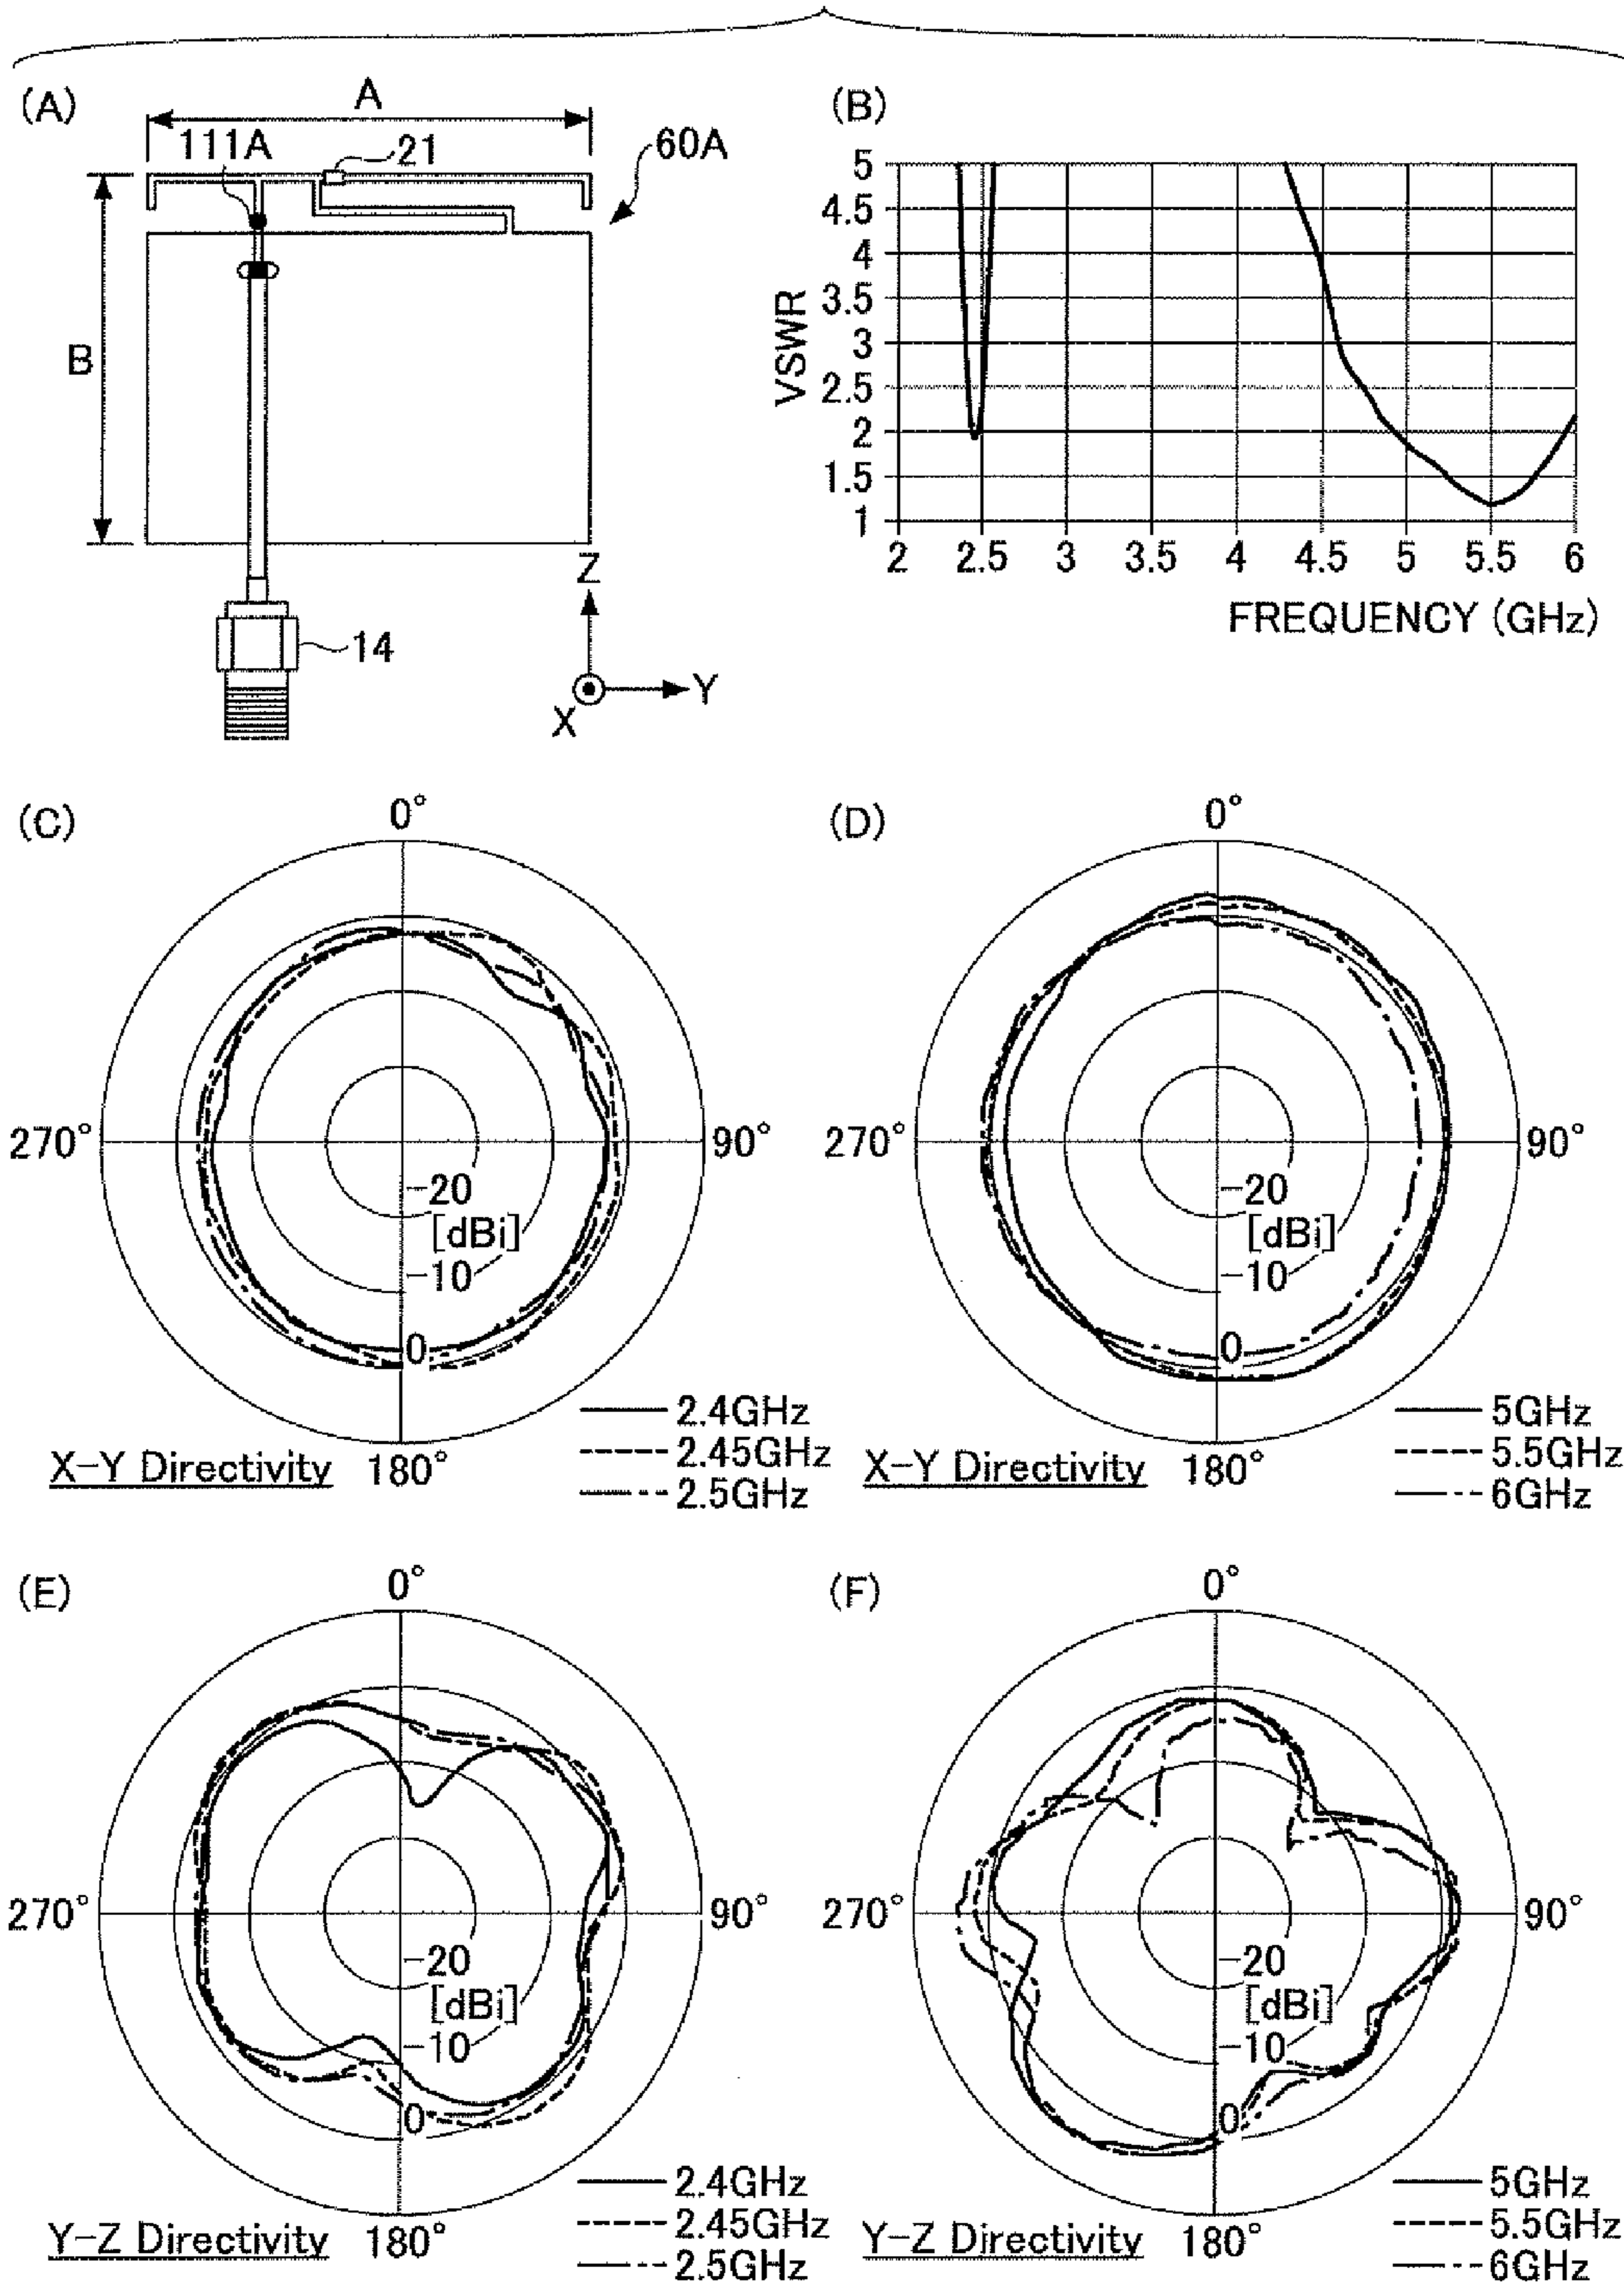 (A)
A
111A
21
60A
B
14
Z
Y
X
(B)
VSWR
5
4.5
4
3.5
3
2.5
2
1.5
1
2 2.5 3 3.5 4 4.5 5 5.5 6
FREQUENCY (GHz)
(C)
0°
270°
90°
-20
[dBi]
-10
0
180°
X-Y Directivity
2.4GHz
2.45GHz
2.5GHz
(D)
0°
270°
90°
-20
[dBi]
-10
0
180°
X-Y Directivity
5GHz
5.5GHz
6GHz
(E)
0°
270°
90°
-20
[dBi]
-10
0
180°
Y-Z Directivity
2.4GHz
2.45GHz
2.5GHz
(F)
0°
270°
90°
-20
[dBi]
-10
0
180°
Y-Z Directivity
5GHz
5.5GHz
6GHz